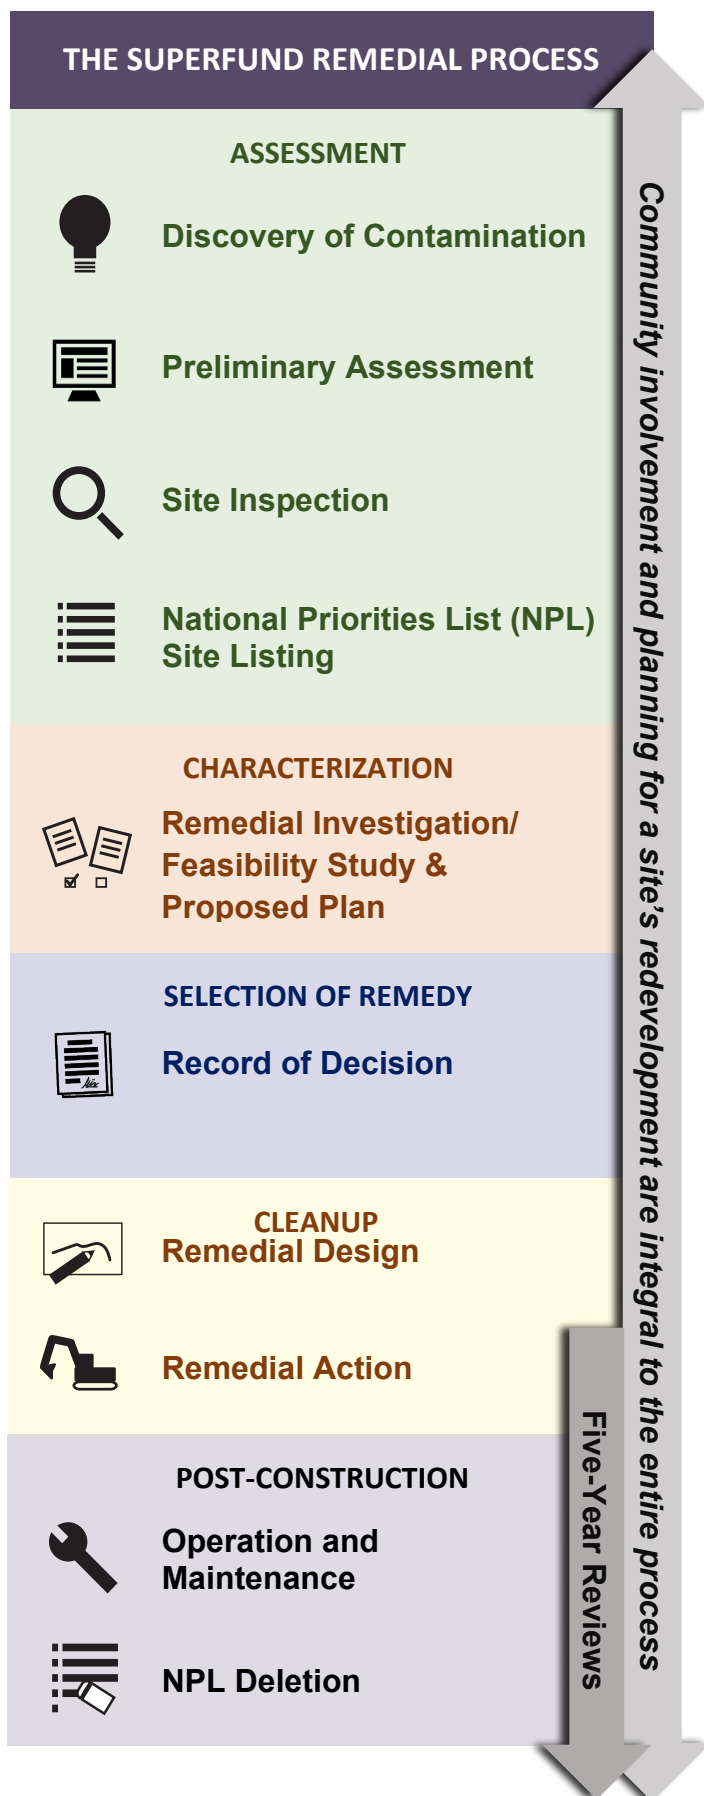 THE SUPERFUND REMEDIAL PROCESS
ASSESSMENT
Discovery of Contamination
Preliminary Assessment
Site Inspection
National Priorities List (NPL)
Site Listing
CHARACTERIZATION
Remedial Investigation/
Feasibility Study &
Proposed Plan
SELECTION OF REMEDY
Record of Decision
CLEANUP
Remedial Design
Remedial Action
POST-CONSTRUCTION
Operation and
Maintenance
NPL Deletion
Five-Year Reviews
Community involvement and planning for a site's redevelopment are integral to the entire process